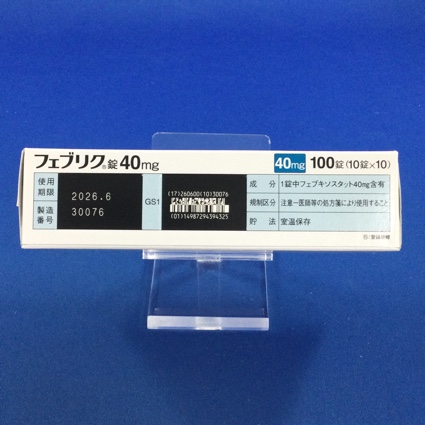 フェブリク®錠40mg
40mg 100錠(10錠×10)
使用期限 2026.6
製造番号 30076
GS1
(17)260600(10)30076
(01)14987294394325
成分 1錠中フェブキソスタット40mg含有
規制区分 注意-医師等の処方箋により使用すること
貯法 室温保存
®:登録商標